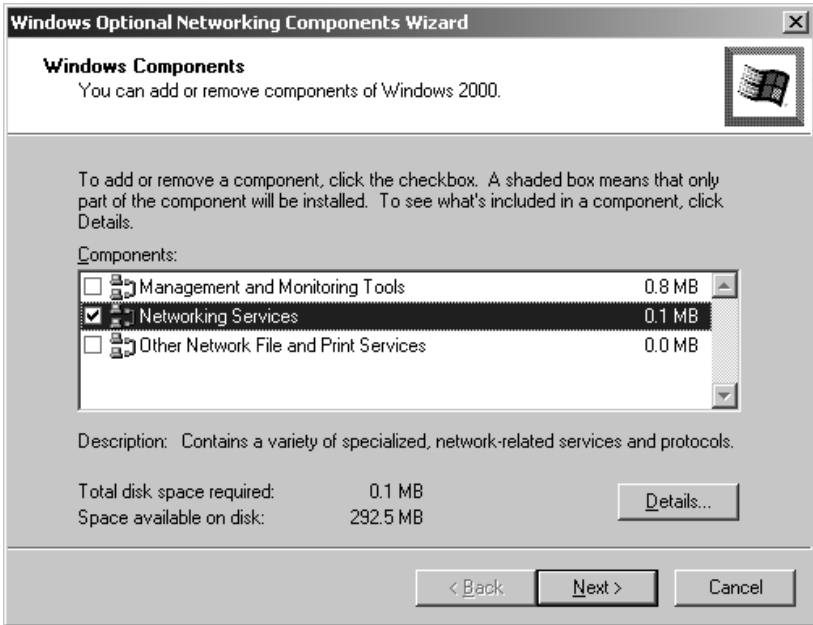 Windows Optional Networking Components Wizard
Windows Components
You can add or remove components of Windows 2000.
To add or remove a component, click the checkbox. A shaded box means that only
part of the component will be installed. To see what's included in a component, click
Details.
Components:
Management and Monitoring Tools 0.8 MB
Networking Services 0.1 MB
Other Network File and Print Services 0.0 MB
Description: Contains a variety of specialized, network-related services and protocols.
Total disk space required: 0.1 MB
Space available on disk: 292.5 MB
Details...
< Back Next > Cancel